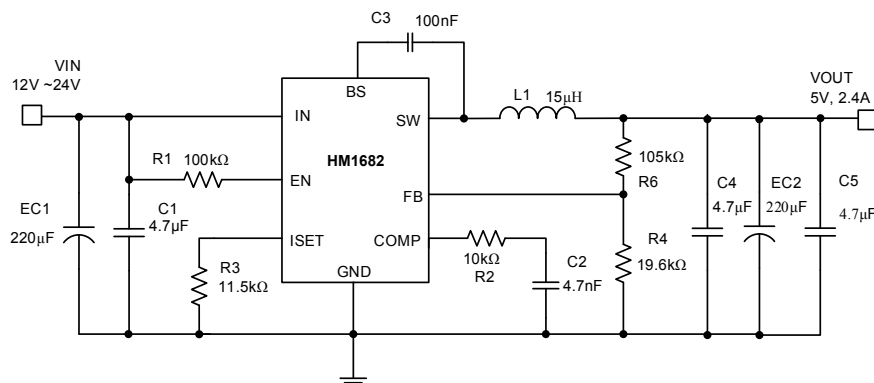 C3
100nF
VIN
12V ~24V
BS
L1
15μH
VOUT
5V, 2.4A
IN
SW
HM1682
R1
100kΩ
EN
FB
105kΩ
R6
EC1
220μF
C1
4.7μF
ISET
COMP
R3
11.5kΩ
GND
10kΩ
R2
C2
4.7nF
R4
19.6kΩ
C4
4.7μF
EC2
220μF
C5
4.7μF